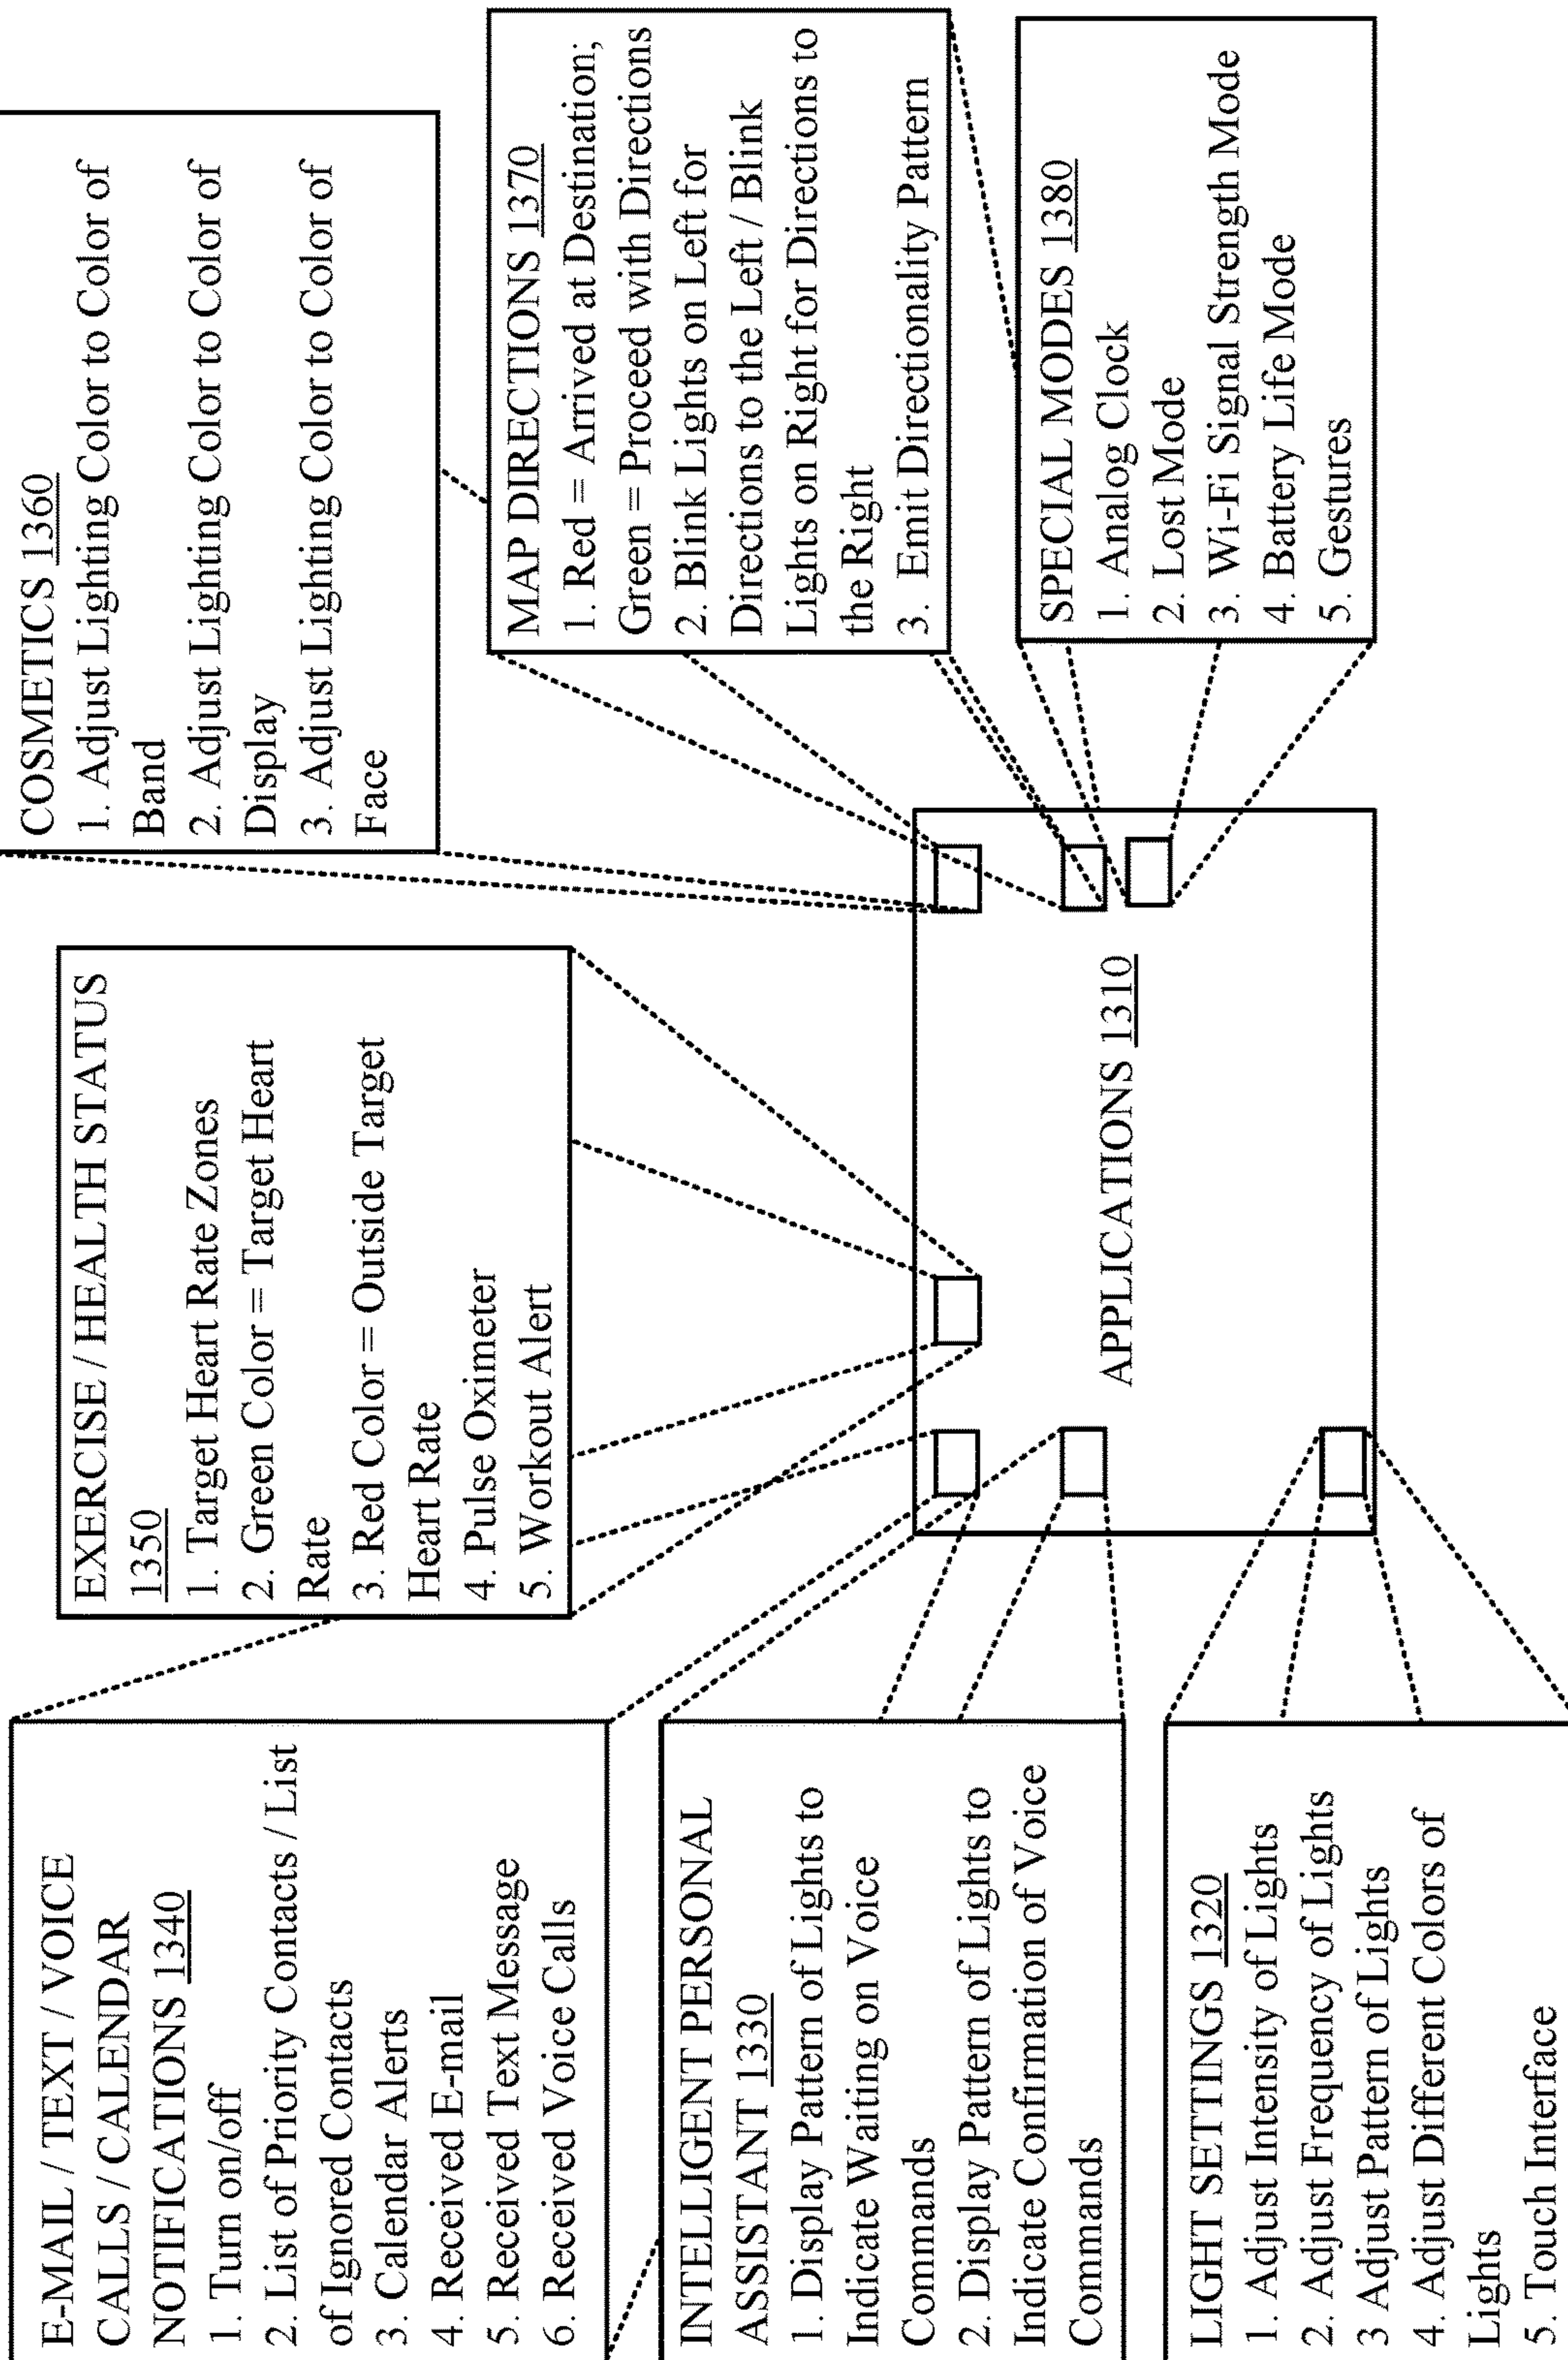 E-MAIL / TEXT / VOICE
CALLS / CALENDAR
NOTIFICATIONS 1340
1. Turn on/off
2. List of Priority Contacts / List
of Ignored Contacts
3. Calendar Alerts
4. Received E-mail
5. Received Text Message
6. Received Voice Calls
INTELLIGENT PERSONAL
ASSISTANT 1330
1. Display Pattern of Lights to
Indicate Waiting on Voice
Commands
2. Display Pattern of Lights to
Indicate Confirmation of Voice
Commands
LIGHT SETTINGS 1320
1. Adjust Intensity of Lights
2. Adjust Frequency of Lights
3 Adjust Pattern of Lights
4. Adjust Different Colors of
Lights
5. Touch Interface
EXERCISE / HEALTH STATUS
1350
1. Target Heart Rate Zones
2. Green Color = Target Heart
Rate
3. Red Color = Outside Target
Heart Rate
4. Pulse Oximeter
5. Workout Alert
APPLICATIONS 1310
COSMETICS 1360
1. Adjust Lighting Color to Color of
Band
2. Adjust Lighting Color to Color of
Display
3. Adjust Lighting Color to Color of
Face
MAP DIRECTIONS 1370
1. Red = Arrived at Destination;
Green = Proceed with Directions
2. Blink Lights on Left for
Directions to the Left / Blink
Lights on Right for Directions to
the Right
3. Emit Directionality Pattern
SPECIAL MODES 1380
1. Analog Clock
2. Lost Mode
3. Wi-Fi Signal Strength Mode
4. Battery Life Mode
5. Gestures